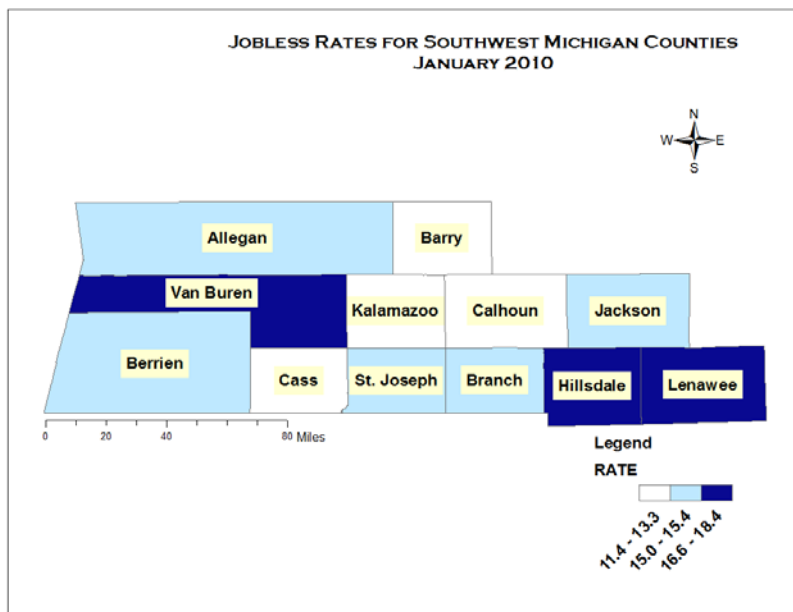 JOBLESS RATES FOR SOUTHWEST MICHIGAN COUNTIES
JANUARY 2010
N
W E
S
Allegan
Barry
Van Buren
Kalamazoo
Calhoun
Jackson
Berrien
Cass
St. Joseph
Branch
Hillsdale
Lenawee
0 20 40 60 80 Miles
Legend
RATE
11.4 - 13.3
15.0 - 15.4
16.6 - 18.4